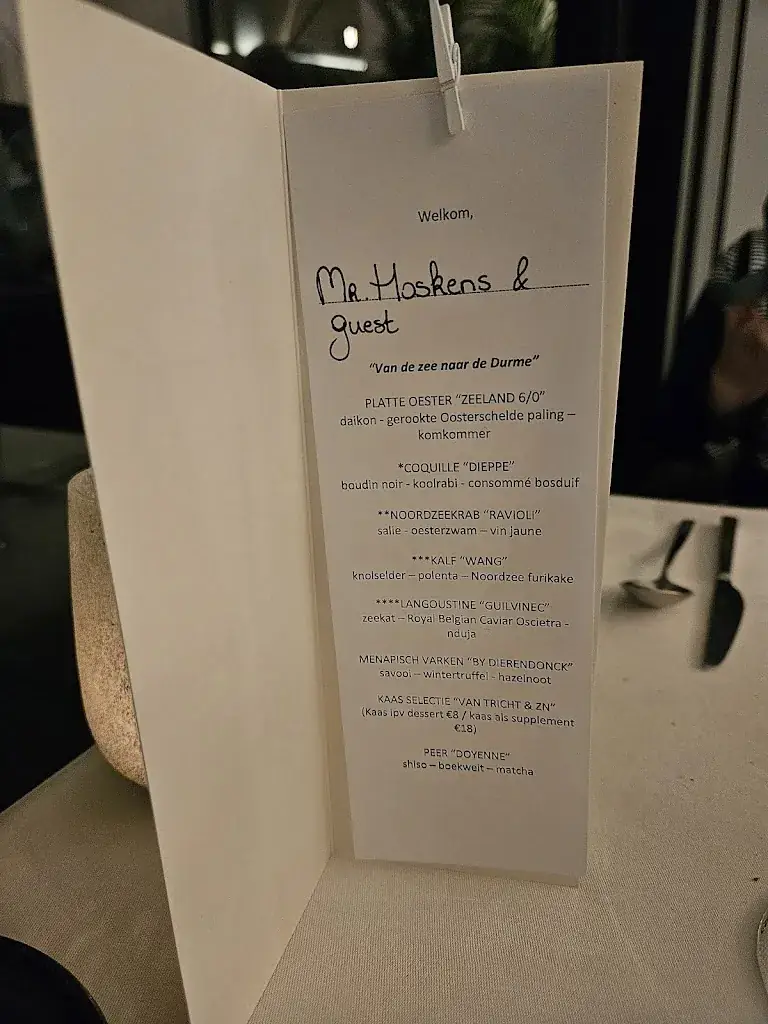 Welkom,
Mr. Hoskens &
guest
"Van de zee naar de Durme"
PLATTE OESTER "ZEELAND 6/0"
daikon - gerookte Oosterschelde paling –
komkommer
*COQUILLE "DIEPPE"
boudin noir - koolrabi - consommé bosduif
**NOORDZEEKRAB "RAVIOLI"
salie - oesterzwam – vin jaune
***KALF "WANG"
knolselder – polenta – Noordzee furikake
****LANGOUSTINE "GUILVINEC"
zeekat – Royal Belgian Caviar Oscietra -
nduja
MENAPISCH VARKEN "BY DIERENDONCK"
savooi – wintertruffel - hazelnoot
KAAS SELECTIE "VAN TRICHT & ZN"
(Kaas ipv dessert €8 / kaas als supplement
€18)
PEER "DOYENNE"
shiso – boekweit – matcha